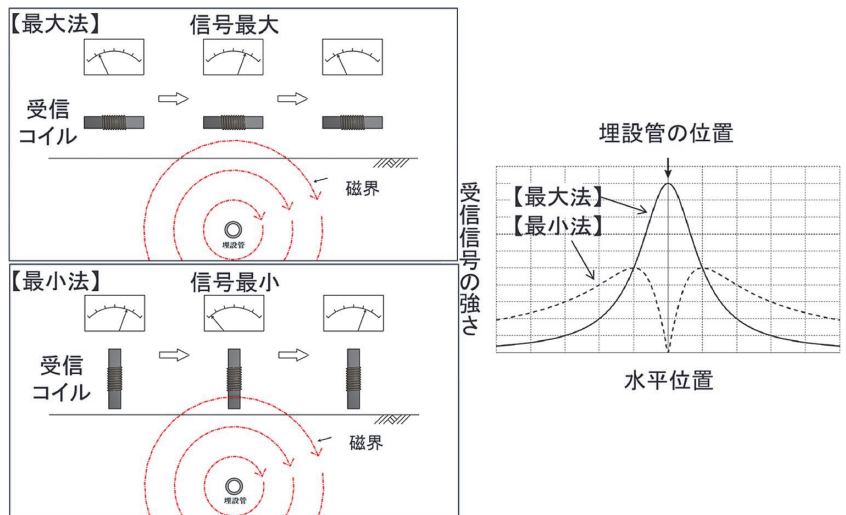 【最大法】
信号最大
受信
コイル
磁界
埋設管
【最小法】
信号最小
受信
コイル
磁界
埋設管
埋設管の位置
【最大法】
【最小法】
受信信号の強さ
水平位置